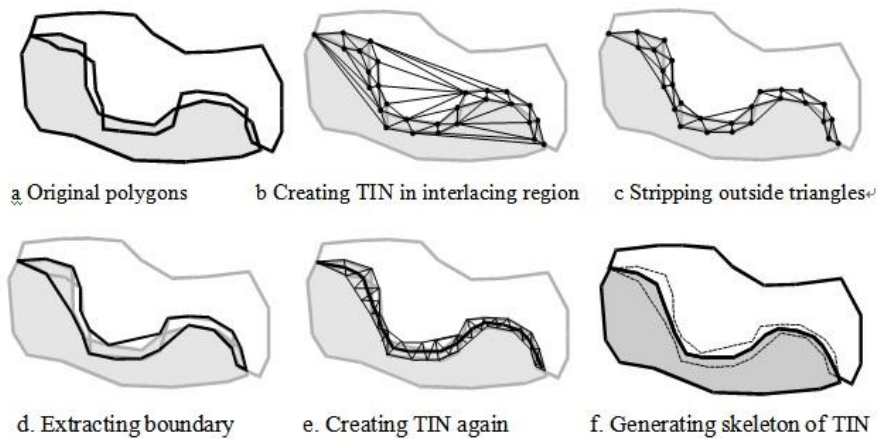 a Original polygons
b Creating TIN in interlacing region
c Stripping outside triangles↵
d. Extracting boundary
e. Creating TIN again
f. Generating skeleton of TIN